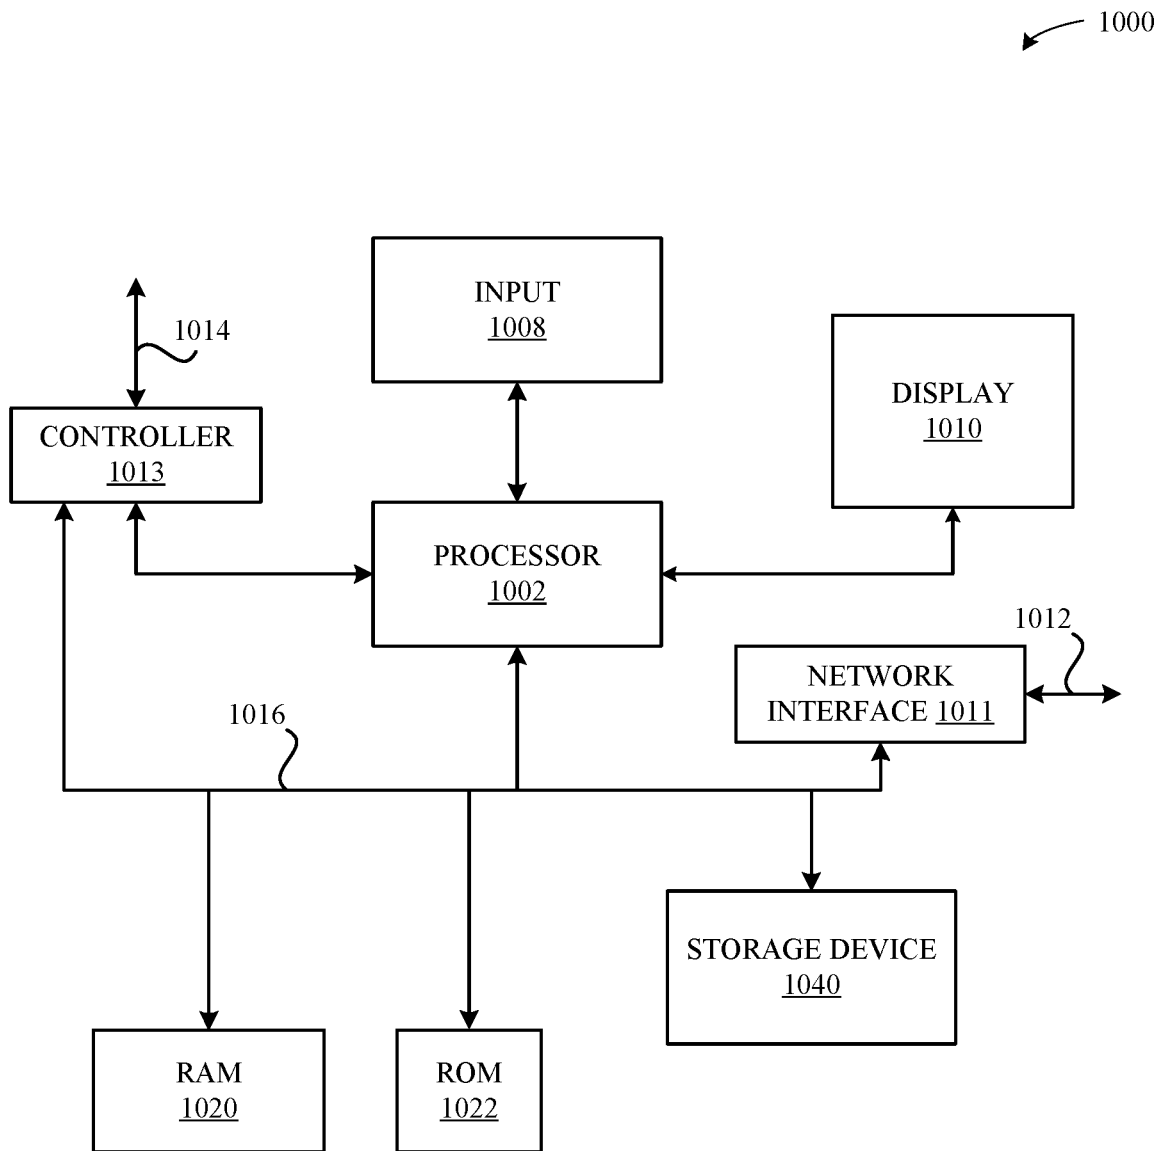 1000
INPUT
1008
1014
DISPLAY
1010
CONTROLLER
1013
PROCESSOR
1002
1012
NETWORK
INTERFACE 1011
1016
STORAGE DEVICE
1040
RAM
1020
ROM
1022